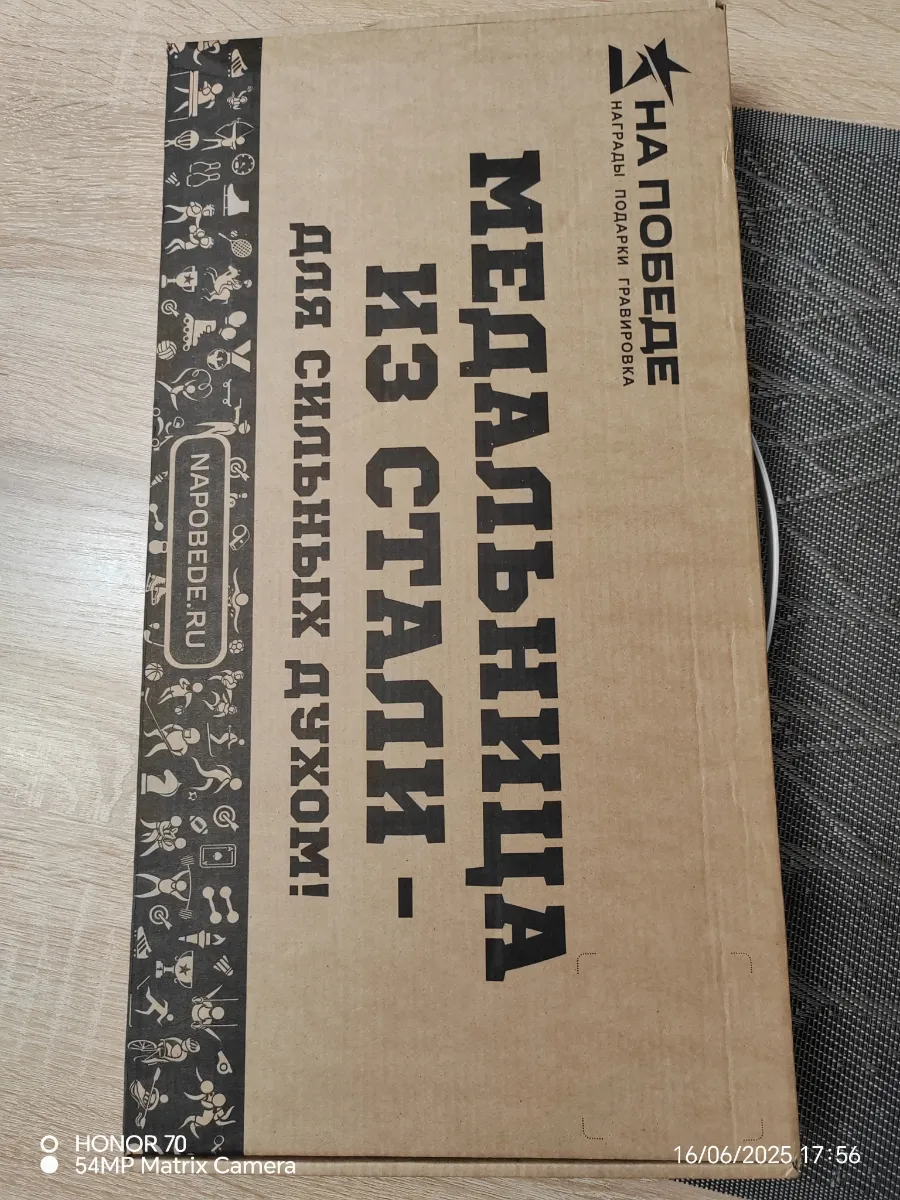 НА ПОБЕДЕ
НАГРАДЫ ПОДАРКИ ГРАВИРОВКА
МЕДАЛЬНИЦА
ИЗ СТАЛИ -
ДЛЯ СИЛЬНЫХ ДУХОМ!
NAPOBEDE.RU
HONOR 70
54MP Matrix Camera
16/06/2025 17:56